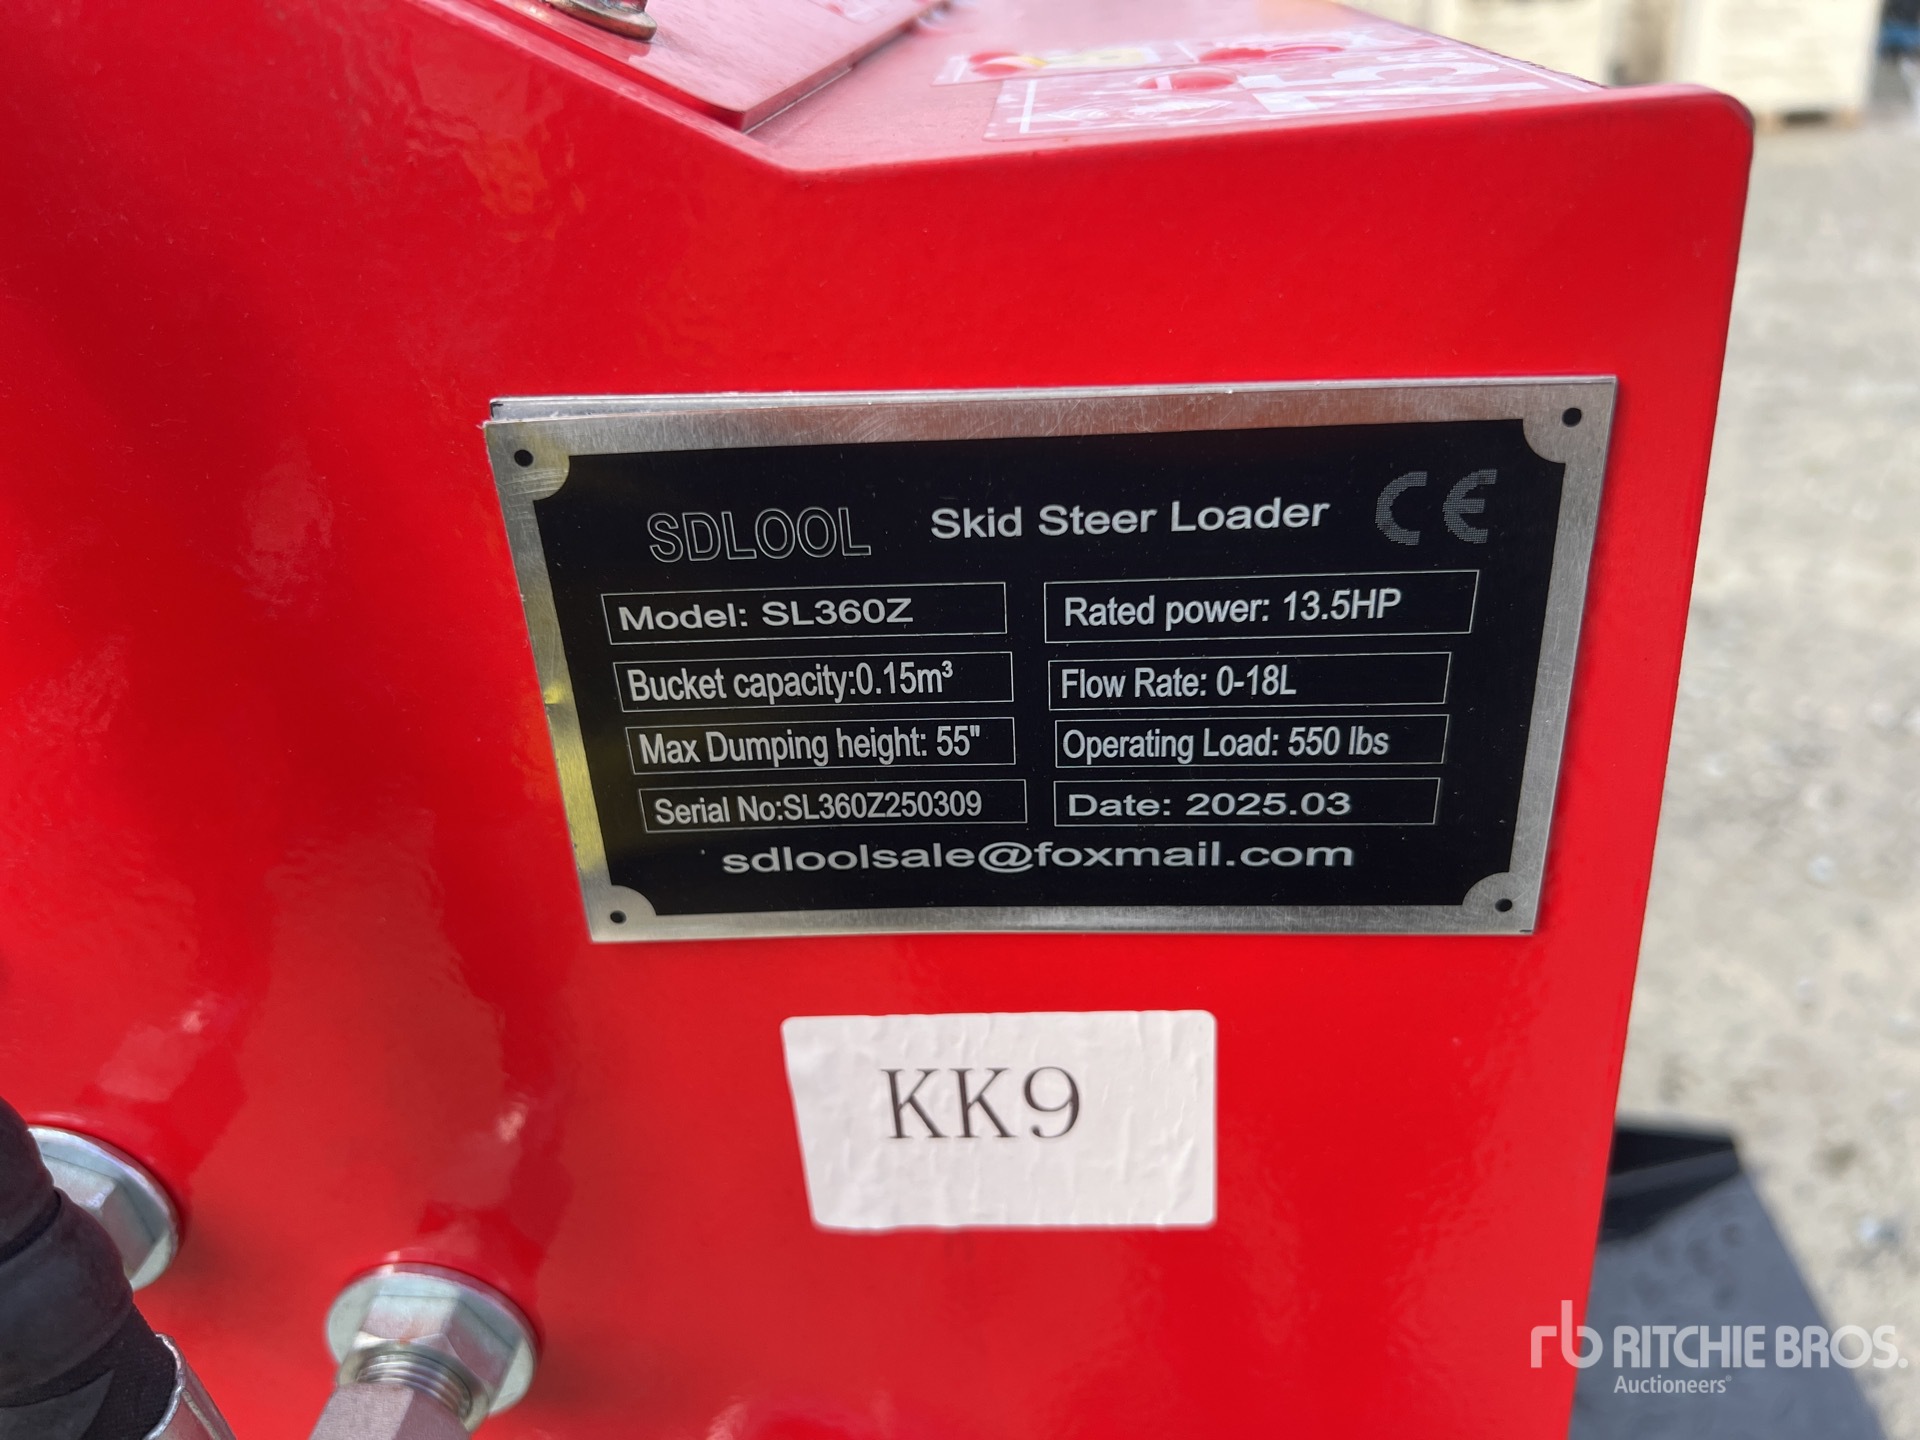 SDLOOL Skid Steer Loader CE
Model: SL360Z Rated power: 13.5HP
Bucket capacity:0.15m³ Flow Rate: 0-18L
Max Dumping height: 55" Operating Load: 550 lbs
Serial No:SL360Z250309 Date: 2025.03
sdloolsale@foxmail.com
KK9
rb RITCHIE BROS.
Auctioneers